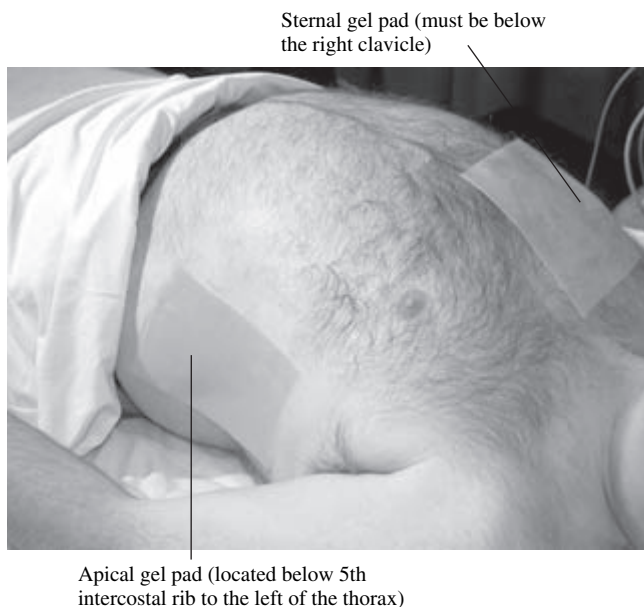 Sternal gel pad (must be below
the right clavicle)
Apical gel pad (located below 5th
intercostal rib to the left of the thorax)